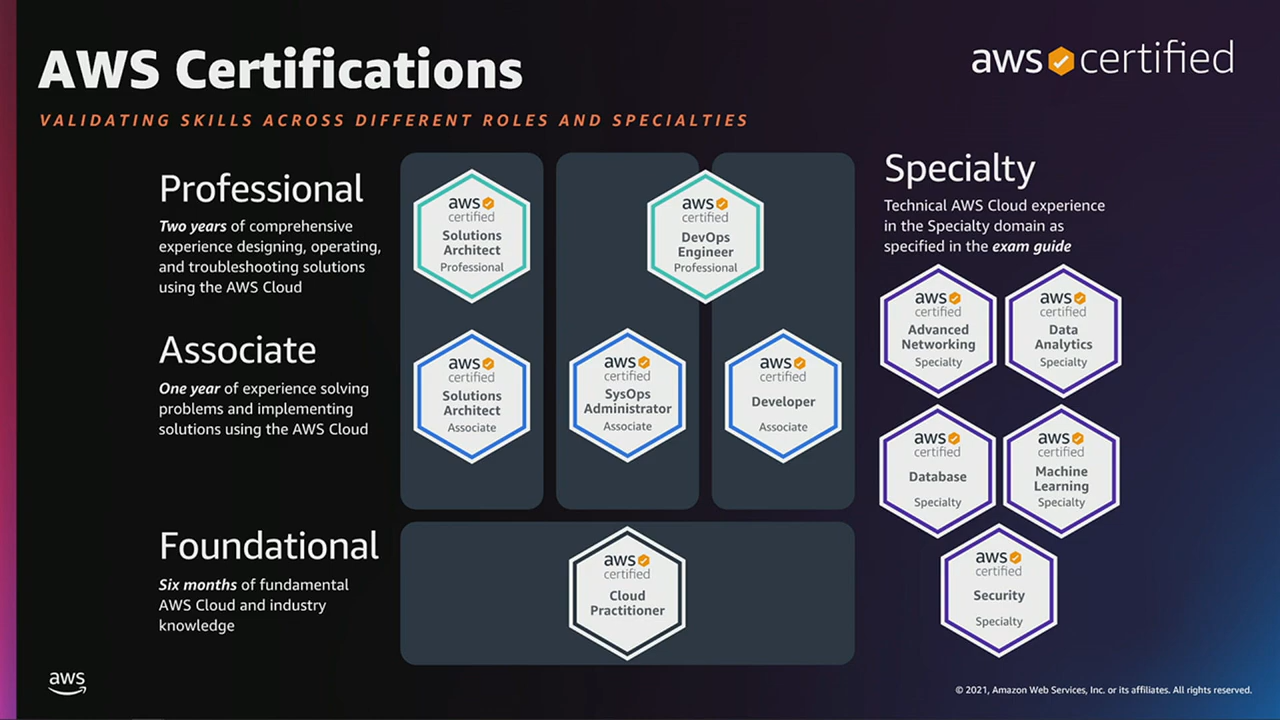 AWS Certifications
aws certified
VALIDATING SKILLS ACROSS DIFFERENT ROLES AND SPECIALTIES
Professional
Two years of comprehensive
experience designing, operating,
and troubleshooting solutions
using the AWS Cloud
aws
certified
Solutions
Architect
Professional
aws
certified
DevOps
Engineer
Professional
Associate
One year of experience solving
problems and implementing
solutions using the AWS Cloud
aws
certified
Solutions
Architect
Associate
aws
certified
SysOps
Administrator
Associate
aws
certified
Developer
Associate
Foundational
Six months of fundamental
AWS Cloud and industry
knowledge
aws
certified
Cloud
Practitioner
Specialty
Technical AWS Cloud experience
in the Specialty domain as
specified in the exam guide
aws
certified
Advanced
Networking
Specialty
aws
certified
Data
Analytics
Specialty
aws
certified
Database
Specialty
aws
certified
Machine
Learning
Specialty
aws
certified
Security
Specialty
aws
© 2021, Amazon Web Services, Inc. or its affiliates. All rights reserved.